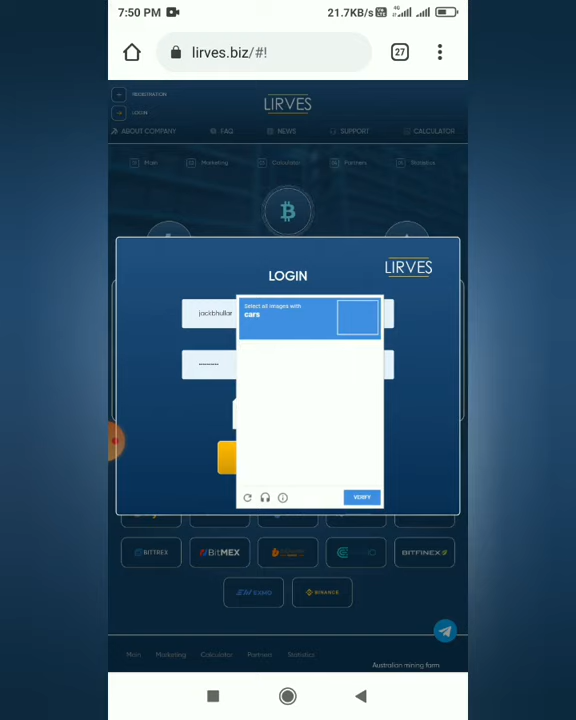 7:50 PM 21.7KB/s 4G
lirves.biz/#! 27
REGISTRATION
LIRVES
LOGIN
ABOUT COMPANY FAQ NEWS SUPPORT CALCULATOR
Main Marketing Calculator Partners Statistics
LIRVES
LOGIN
Select all images with
cars
jackbhullar
VERIFY
BITTREX BitMEX BITFINEX
EXMO BINANCE
Main Marketing Calculator Partners Statistics
Australian mining farm